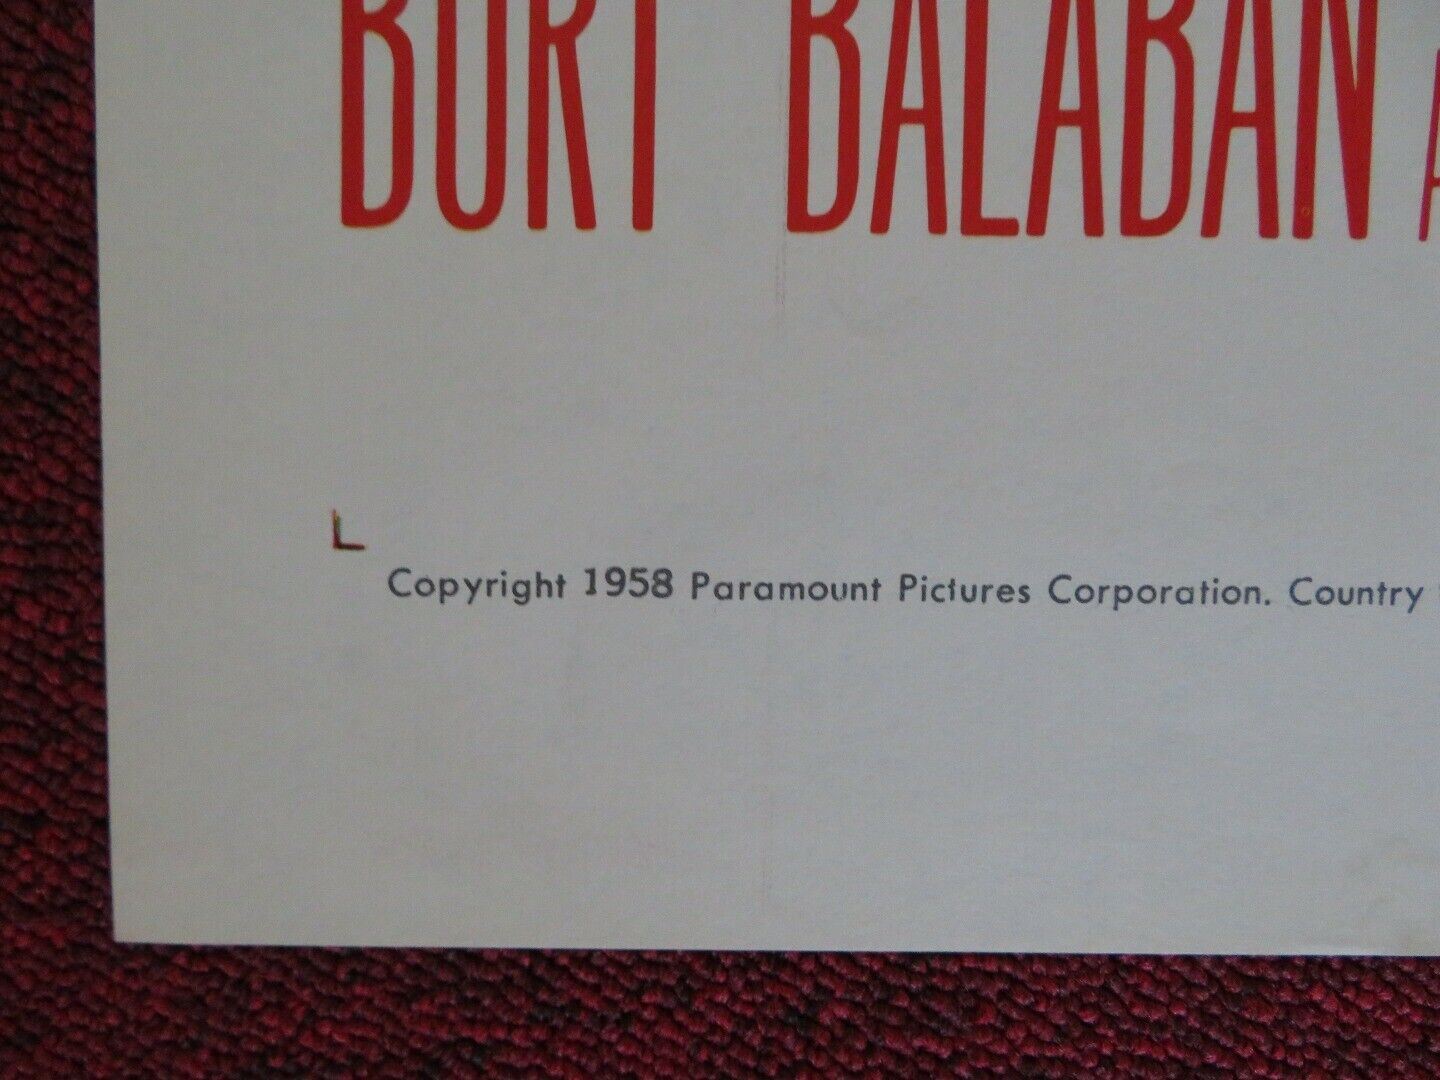 BURT BALABAN
Copyright 1958 Paramount Pictures Corporation. Country